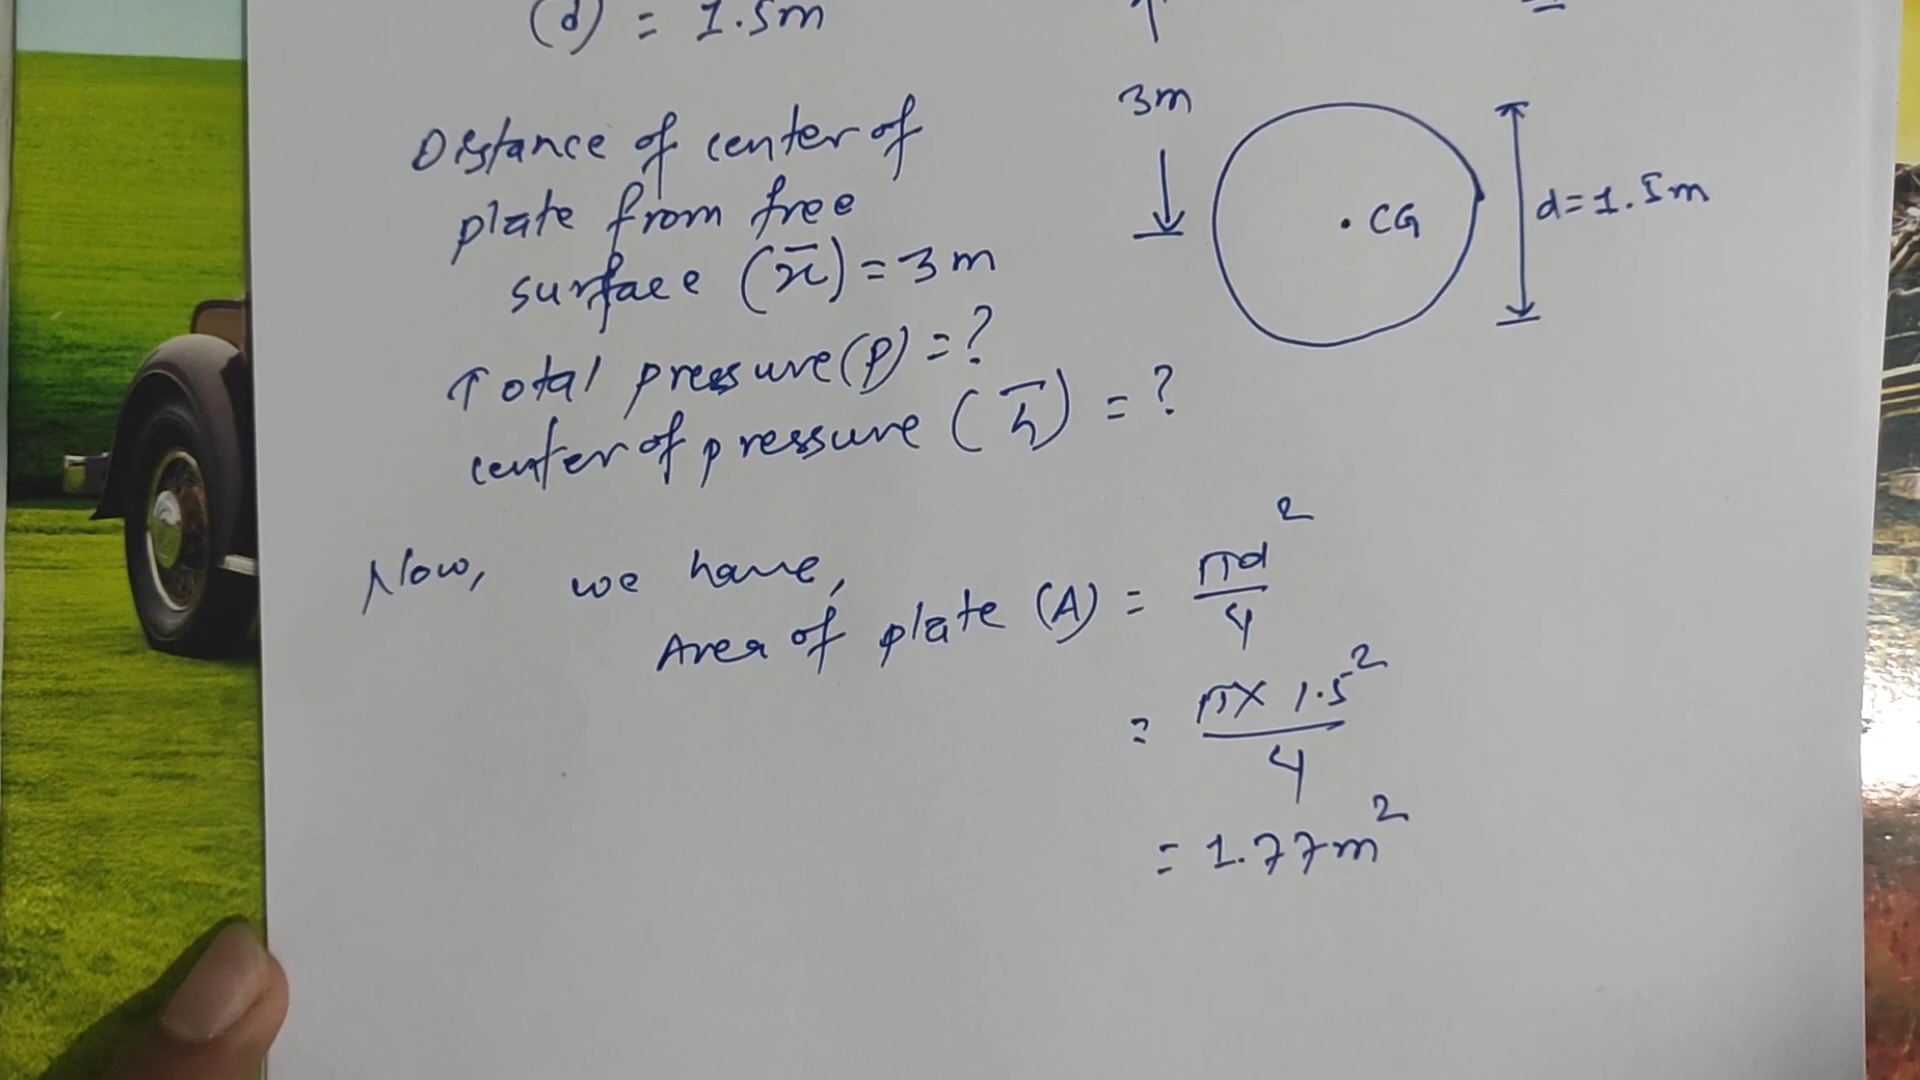 (d) = 1.5m
3m
Distance of center of
plate from free
surface (x̄) = 3 m
• CG
d = 1.5m
Total pressure (P) = ?
center of pressure (h̄) = ?
Now, we have,
Area of plate (A) = πd²/4
= π× 1.5²/4
= 1.77m²